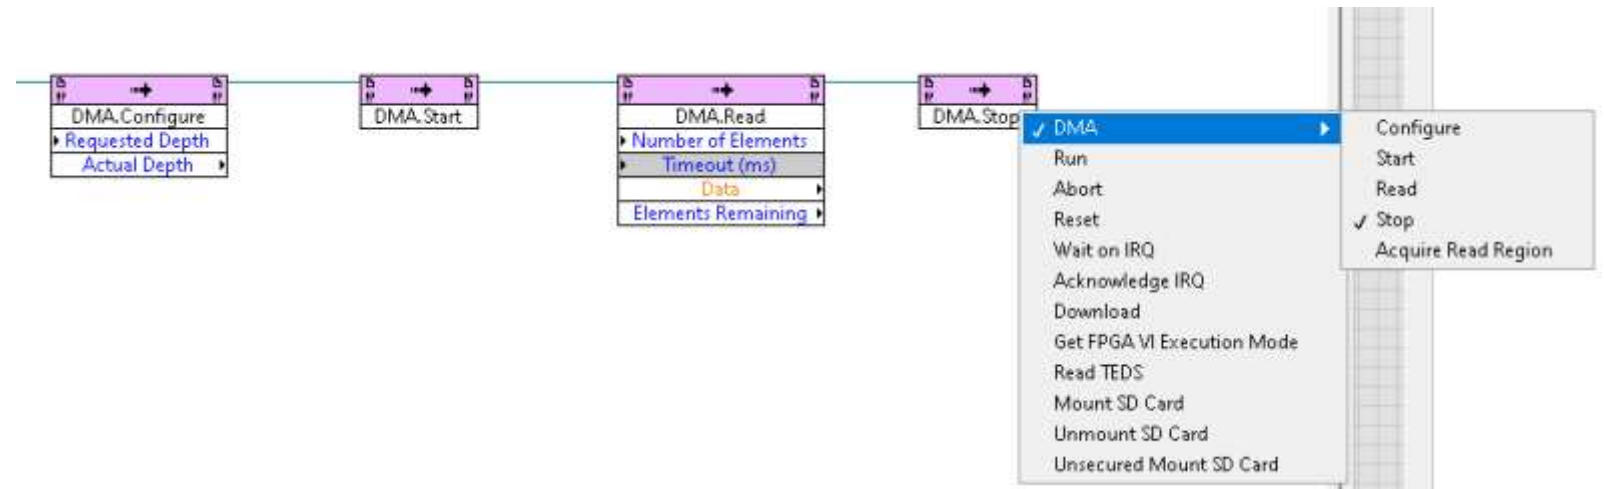 DMA.Configure
Requested Depth
Actual Depth
DMA.Start
DMA.Read
Number of Elements
Timeout (ms)
Data
Elements Remaining
DMA.Stop
DMA
Run
Abort
Reset
Wait on IRQ
Acknowledge IRQ
Download
Get FPGA VI Execution Mode
Read TEDS
Mount SD Card
Unmount SD Card
Unsecured Mount SD Card
Configure
Start
Read
Stop
Acquire Read Region